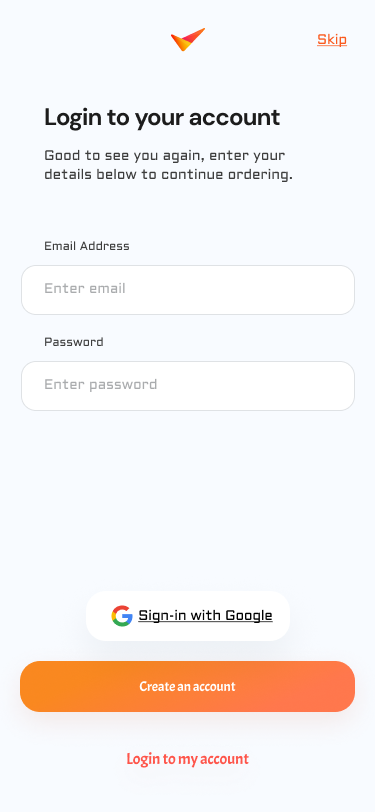 Skip
Login to your account
Good to see you again, enter your
details below to continue ordering.
Email Address
Enter email
Password
Enter password
Sign-in with Google
Create an account
Login to my account